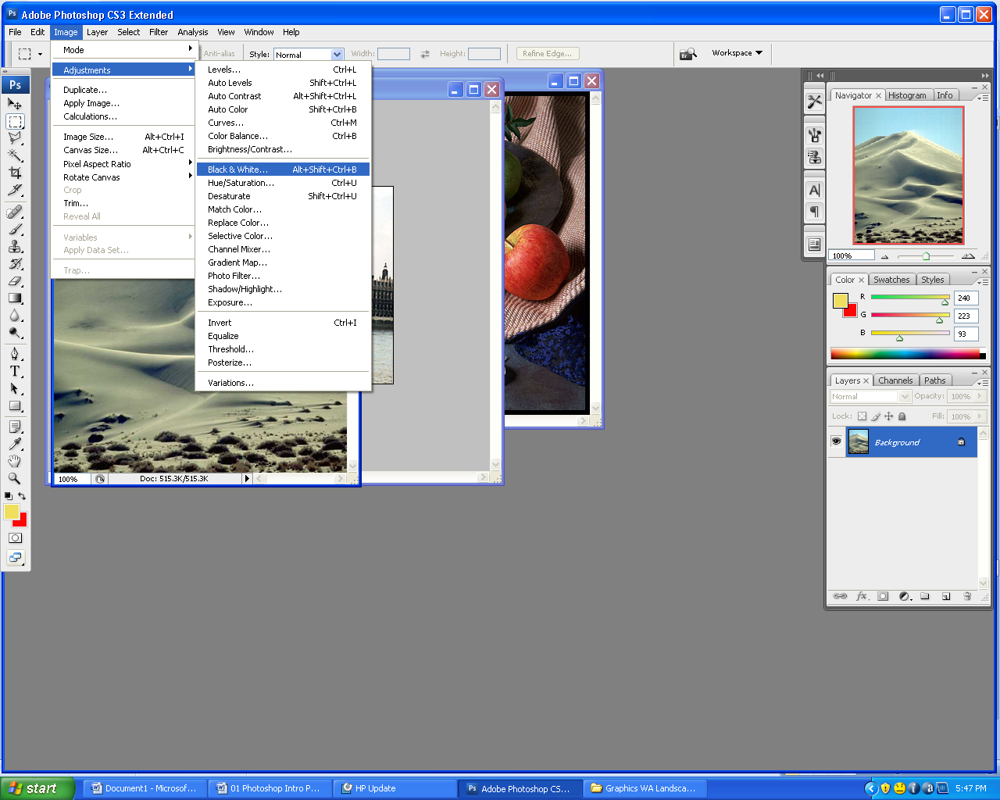 Ps Adobe Photoshop CS3 Extended
File Edit Image Layer Select Filter Analysis View Window Help
Anti-alias Style: Normal Width: Height: Refine Edge... Br Workspace
Mode
Adjustments
Duplicate...
Apply Image...
Calculations...
Image Size... Alt+Ctrl+I
Canvas Size... Alt+Ctrl+C
Pixel Aspect Ratio
Rotate Canvas
Crop
Trim...
Reveal All
Variables
Apply Data Set...
Trap...
Levels... Ctrl+L
Auto Levels Shift+Ctrl+L
Auto Contrast Alt+Shift+Ctrl+L
Auto Color Shift+Ctrl+B
Curves... Ctrl+M
Color Balance... Ctrl+B
Brightness/Contrast...
Black & White... Alt+Shift+Ctrl+B
Hue/Saturation... Ctrl+U
Desaturate Shift+Ctrl+U
Match Color...
Replace Color...
Selective Color...
Channel Mixer...
Gradient Map...
Photo Filter...
Shadow/Highlight...
Exposure...
Invert Ctrl+I
Equalize
Threshold...
Posterize...
Variations...
Ps
T
100% Doc: 515.3K/515.3K
A
Navigator Histogram Info
100%
Color Swatches Styles
R 240
G 223
B 93
Layers Channels Paths
Normal Opacity: 100%
Lock: Fill: 100%
Background
fx
start Document1 - Microsof... 01 Photoshop Intro P... HP Update Ps Adobe Photoshop CS... Graphics WA Landsca... 5:47 PM